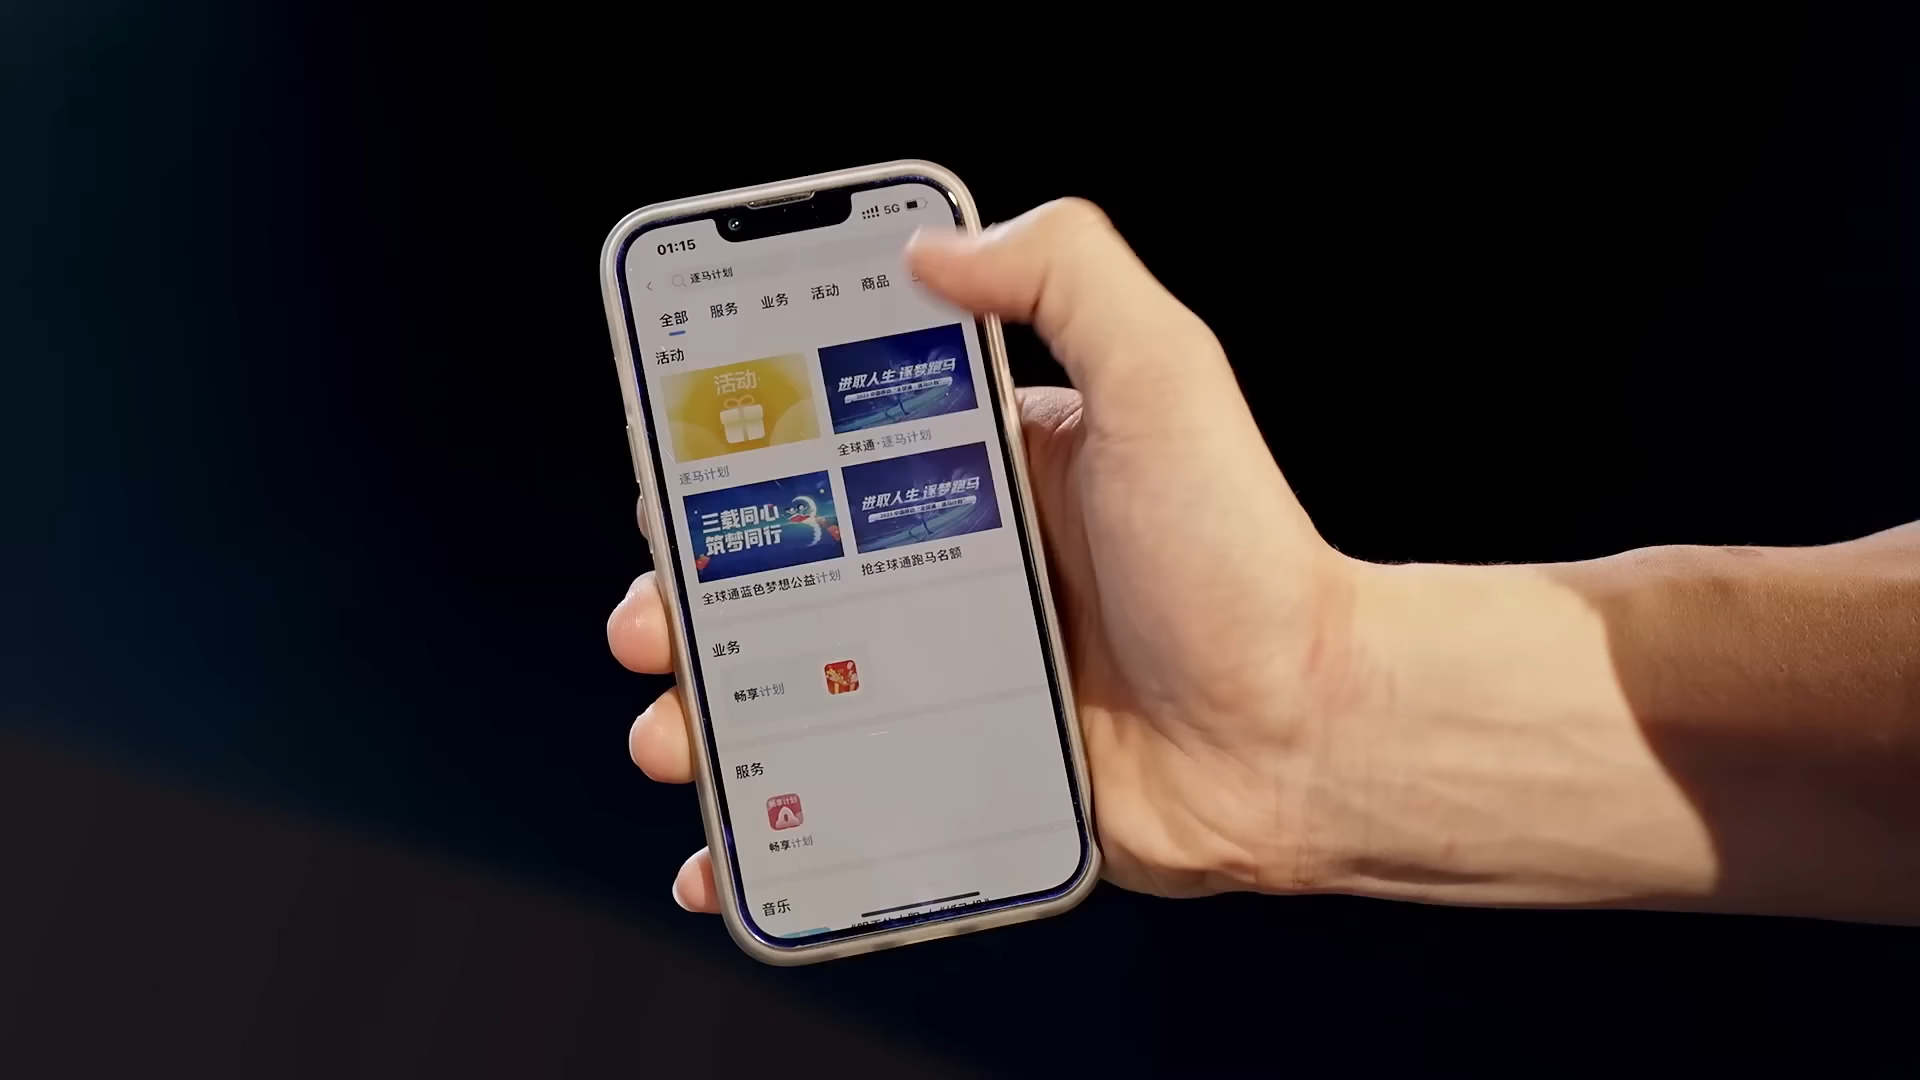 01:15
5G
逐马计划
全部 服务 业务 活动 商品
活动
活动
进取人生 逐梦跑马
逐马计划
全球通·逐马计划
三载同心
筑梦同行
进取人生 逐梦跑马
全球通蓝色梦想公益计划
抢全球通跑马名额
业务
畅享计划
服务
畅享计划
畅享计划
音乐